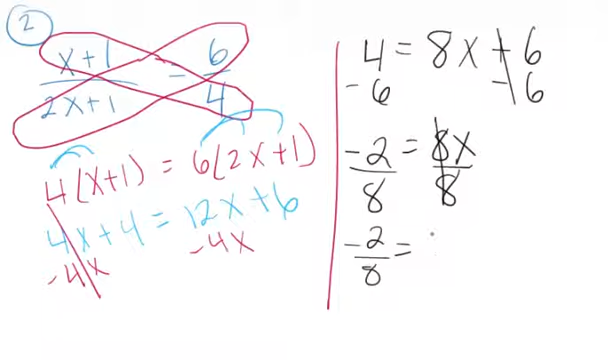 2
x+1/2x+1 = 6/4
4(x+1) = 6(2x+1)
4x+4 = 12x+6
-4x -4x
4 = 8x+6
-6 -6
-2/8 = 8x/8
-2/8 =